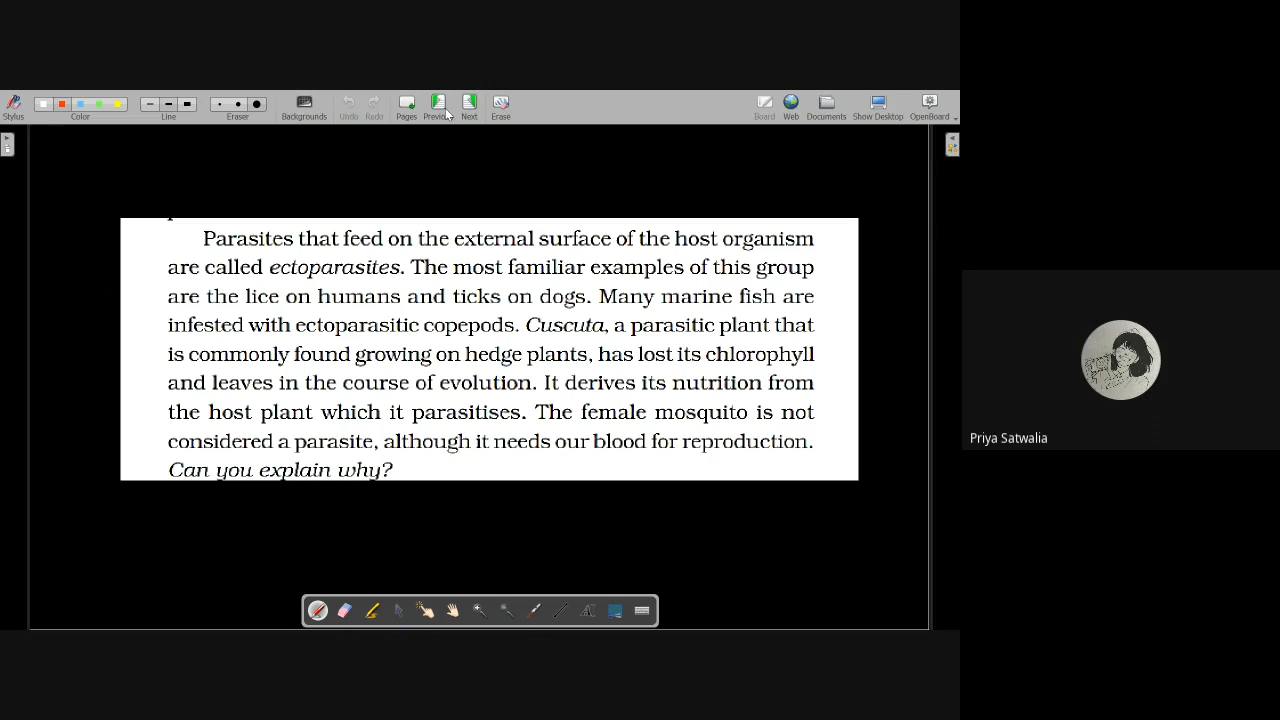 Stylus
Color
Line
Eraser
Backgrounds
Undo
Redo
Pages
Previous
Next
Erase
Board
Web
Documents
Show Desktop
OpenBoard
Parasites that feed on the external surface of the host organism
are called ectoparasites. The most familiar examples of this group
are the lice on humans and ticks on dogs. Many marine fish are
infested with ectoparasitic copepods. Cuscuta, a parasitic plant that
is commonly found growing on hedge plants, has lost its chlorophyll
and leaves in the course of evolution. It derives its nutrition from
the host plant which it parasitises. The female mosquito is not
considered a parasite, although it needs our blood for reproduction.
Can you explain why?
Priya Satwalia